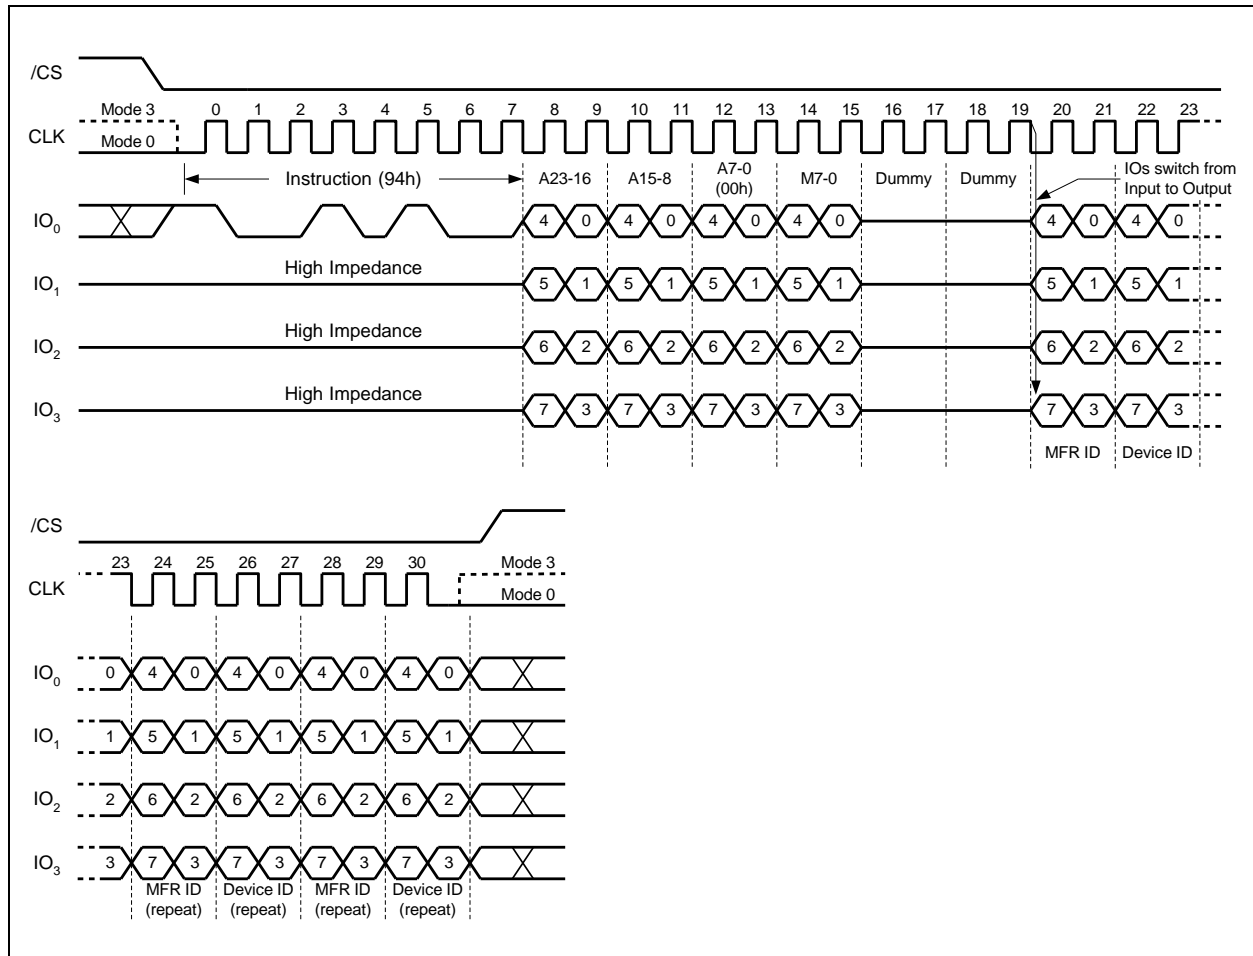 /CS
Mode 3 0 1 2 3 4 5 6 7 8 9 10 11 12 13 14 15 16 17 18 19 20 21 22 23
CLK
Mode 0
Instruction (94h) A23-16 A15-8 A7-0 (00h) M7-0 Dummy Dummy IOs switch from
Input to Output
IO0 4 0 4 0 4 0 4 0 4 0 4 0
High Impedance
IO1 5 1 5 1 5 1 5 1 5 1 5 1
High Impedance
IO2 6 2 6 2 6 2 6 2 6 2 6 2
High Impedance
IO3 7 3 7 3 7 3 7 3 7 3 7 3
MFR ID Device ID
/CS
23 24 25 26 27 28 29 30 Mode 3
CLK
Mode 0
IO0 0 4 0 4 0 4 0 4 0
IO1 1 5 1 5 1 5 1 5 1
IO2 2 6 2 6 2 6 2 6 2
IO3 3 7 3 7 3 7 3 7 3
MFR ID Device ID MFR ID Device ID
(repeat) (repeat) (repeat) (repeat)